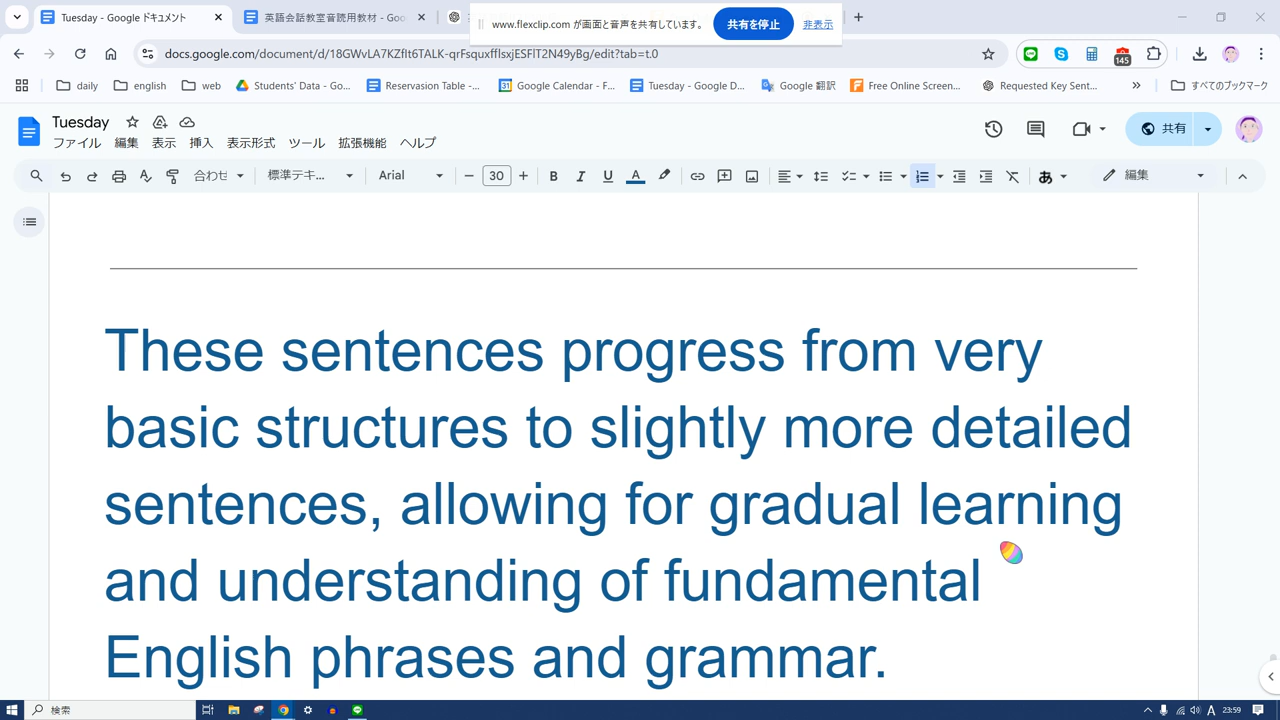 Tuesday - Google ドキュメント
英語会話教室音読用教材 - Goo
www.flexclip.com が画面と音声を共有しています。
共有を停止
非表示
docs.google.com/document/d/18GWvLA7KZflt6TALK-qrFsquxfflsxjESFlT2N49yBg/edit?tab=t.0
145
daily
english
web
Students' Data - Go...
Reservasion Table -...
Google Calendar - F...
Tuesday - Google D...
Google 翻訳
Free Online Screen...
Requested Key Sent...
すべてのブックマーク
Tuesday
ファイル 編集 表示 挿入 表示形式 ツール 拡張機能 ヘルプ
共有
合わせ
標準テキ...
Arial
30
B I U A
あ
編集
These sentences progress from very
basic structures to slightly more detailed
sentences, allowing for gradual learning
and understanding of fundamental
English phrases and grammar.
検索
A
23:59